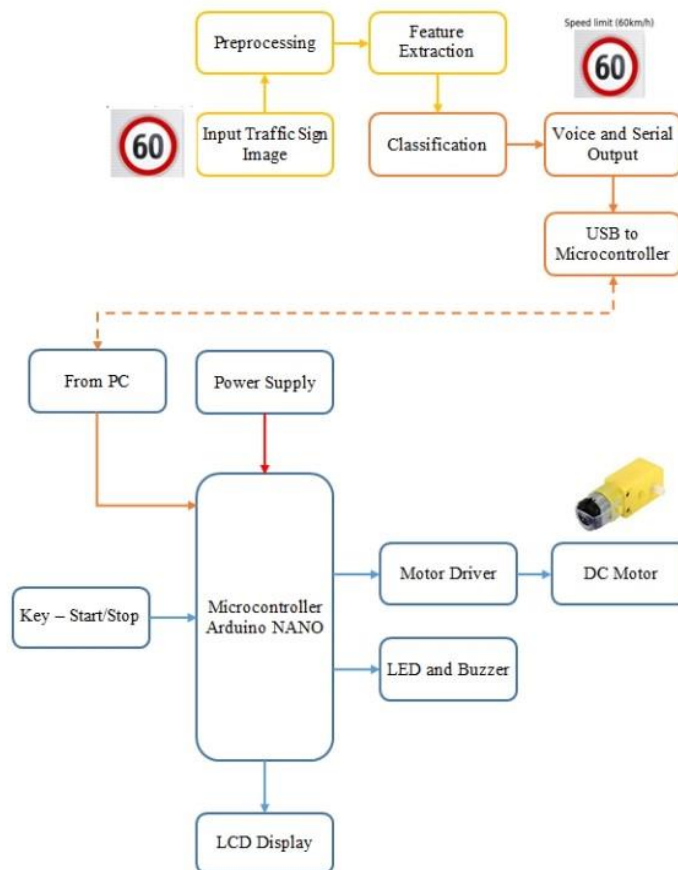 Speed limit (60km/h)
Preprocessing
Feature
Extraction
60
60
Input Traffic Sign
Image
Classification
Voice and Serial
Output
USB to
Microcontroller
From PC
Power Supply
Motor Driver
DC Motor
Key – Start/Stop
Microcontroller
Arduino NANO
LED and Buzzer
LCD Display